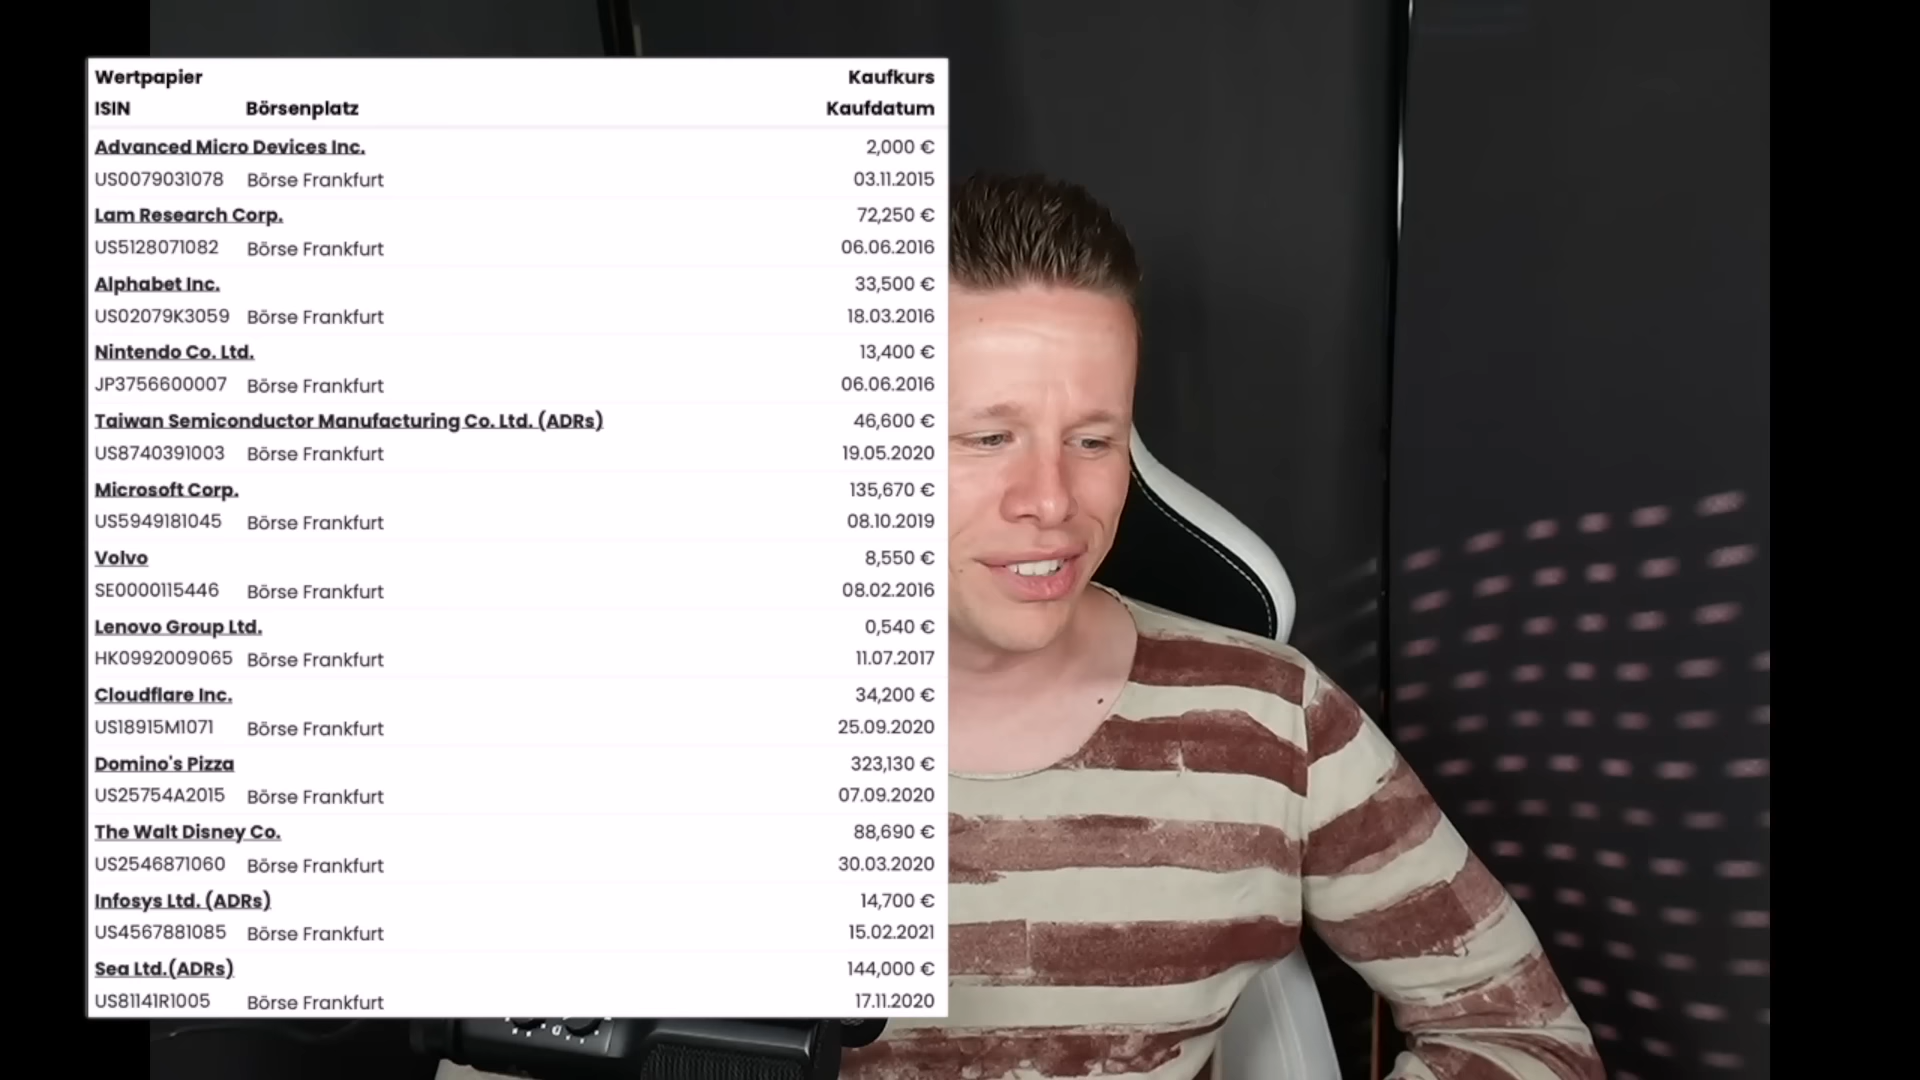 Wertpapier Kaufkurs
ISIN Börsenplatz Kaufdatum
Advanced Micro Devices Inc. 2,000 €
US0079031078 Börse Frankfurt 03.11.2015
Lam Research Corp. 72,250 €
US5128071082 Börse Frankfurt 06.06.2016
Alphabet Inc. 33,500 €
US02079K3059 Börse Frankfurt 18.03.2016
Nintendo Co. Ltd. 13,400 €
JP3756600007 Börse Frankfurt 06.06.2016
Taiwan Semiconductor Manufacturing Co. Ltd. (ADRs) 46,600 €
US8740391003 Börse Frankfurt 19.05.2020
Microsoft Corp. 135,670 €
US5949181045 Börse Frankfurt 08.10.2019
Volvo 8,550 €
SE0000115446 Börse Frankfurt 08.02.2016
Lenovo Group Ltd. 0,540 €
HK0992009065 Börse Frankfurt 11.07.2017
Cloudflare Inc. 34,200 €
US18915M1071 Börse Frankfurt 25.09.2020
Domino's Pizza 323,130 €
US25754A2015 Börse Frankfurt 07.09.2020
The Walt Disney Co. 88,690 €
US2546871060 Börse Frankfurt 30.03.2020
Infosys Ltd. (ADRs) 14,700 €
US4567881085 Börse Frankfurt 15.02.2021
Sea Ltd.(ADRs) 144,000 €
US81141R1005 Börse Frankfurt 17.11.2020